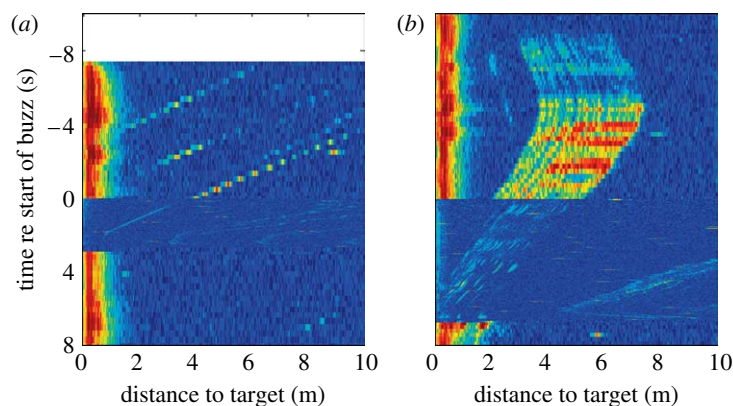 (a)
(b)
time re start of buzz (s)
−8
−4
0
4
8
0 2 4 6 8 10
0 2 4 6 8 10
distance to target (m)
distance to target (m)